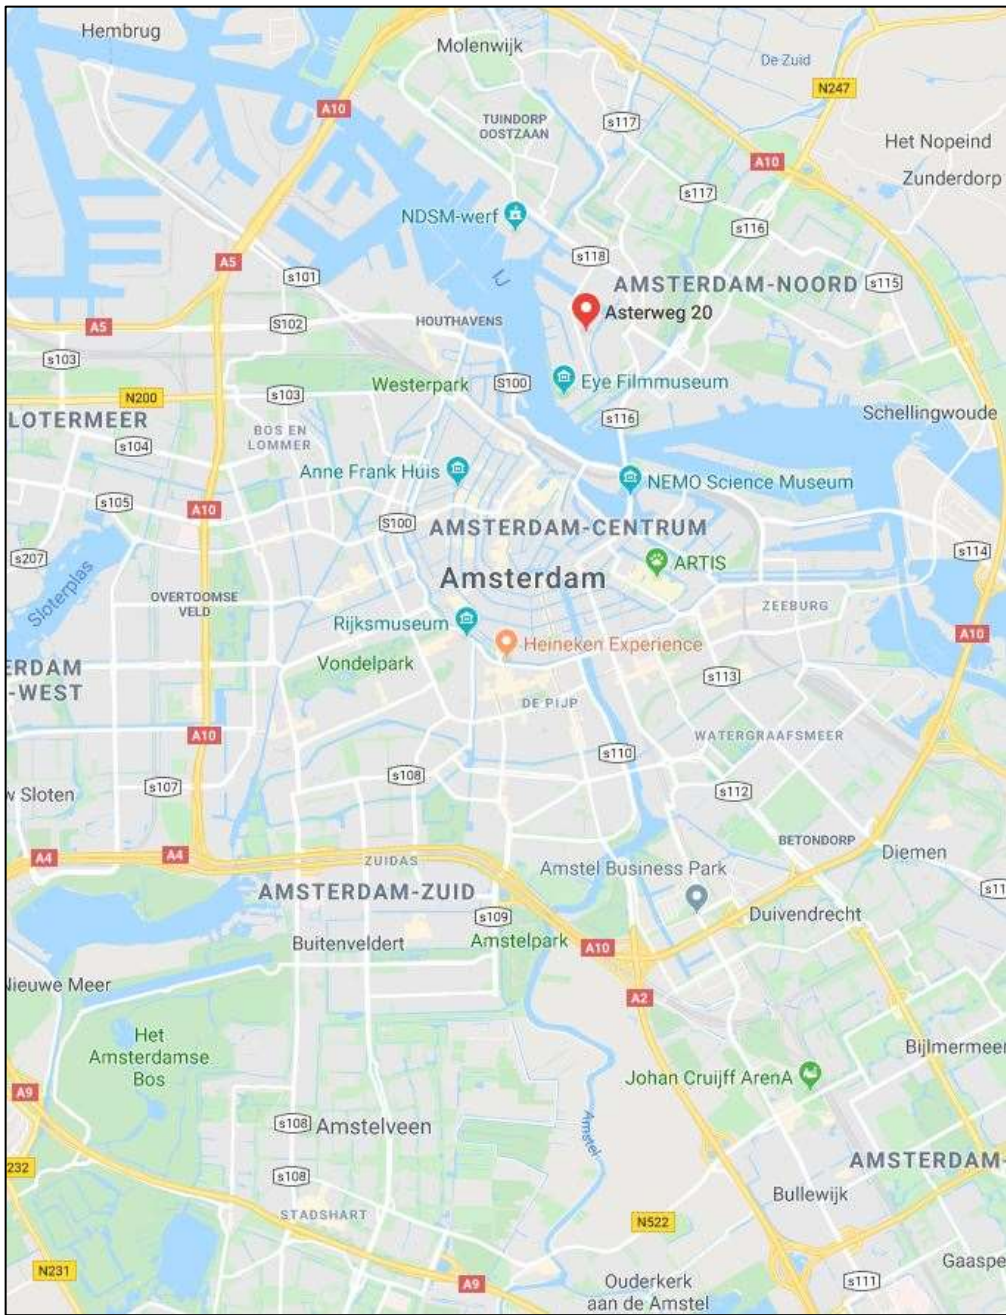 Hembrug
Molenwijk
De Zuid
A10
N247
TUINDORP
OOSTZAAN
s117
Het Nopeind
A10
Zunderdorp
s117
NDSM-werf
s116
s118
A5
s101
IJ
AMSTERDAM-NOORD
s115
Asterweg 20
A5
S102
HOUTHAVENS
s103
Westerpark
S100
Eye Filmmuseum
N200
s103
LOTERMEER
s116
Schellingwoude
BOS EN
LOMMER
s104
Anne Frank Huis
NEMO Science Museum
s105
A10
S100
AMSTERDAM-CENTRUM
s207
s114
Sloterplas
Amsterdam
ARTIS
OVERTOOMSE
VELD
ZEEBURG
Rijksmuseum
A10
Heineken Experience
ERDAM
-WEST
Vondelpark
s113
DE PIJP
A10
WATERGRAAFSMEER
s110
s108
s107
s112
w Sloten
BETONDORP
A4
A4
ZUIDAS
Diemen
Amstel Business Park
AMSTERDAM-ZUID
s11
s109
Duivendrecht
Buitenveldert
Amstelpark
A10
Nieuwe Meer
A2
Het
Amsterdamse
Bos
Bijlmermeer
Johan Cruijff ArenA
A9
Amstel
s108
Amstelveen
232
AMSTERDAM-
s108
Bullewijk
STADSHART
N522
N231
A9
Gaaspe
Ouderkerk
aan de Amstel
s111